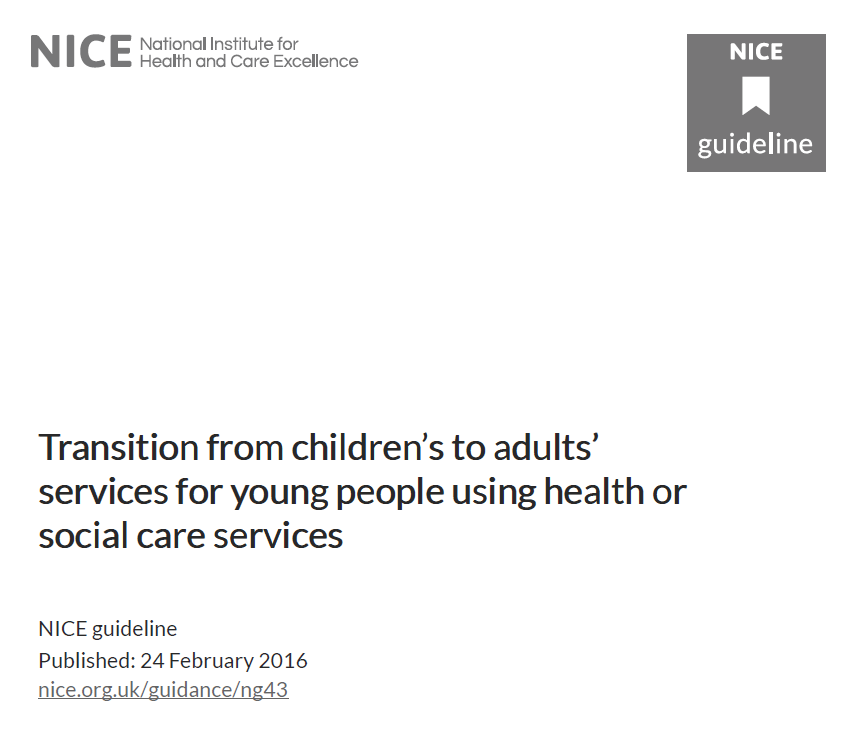 NICE National Institute for
Health and Care Excellence
NICE
guideline
Transition from children’s to adults’
services for young people using health or
social care services
NICE guideline
Published: 24 February 2016
nice.org.uk/guidance/ng43